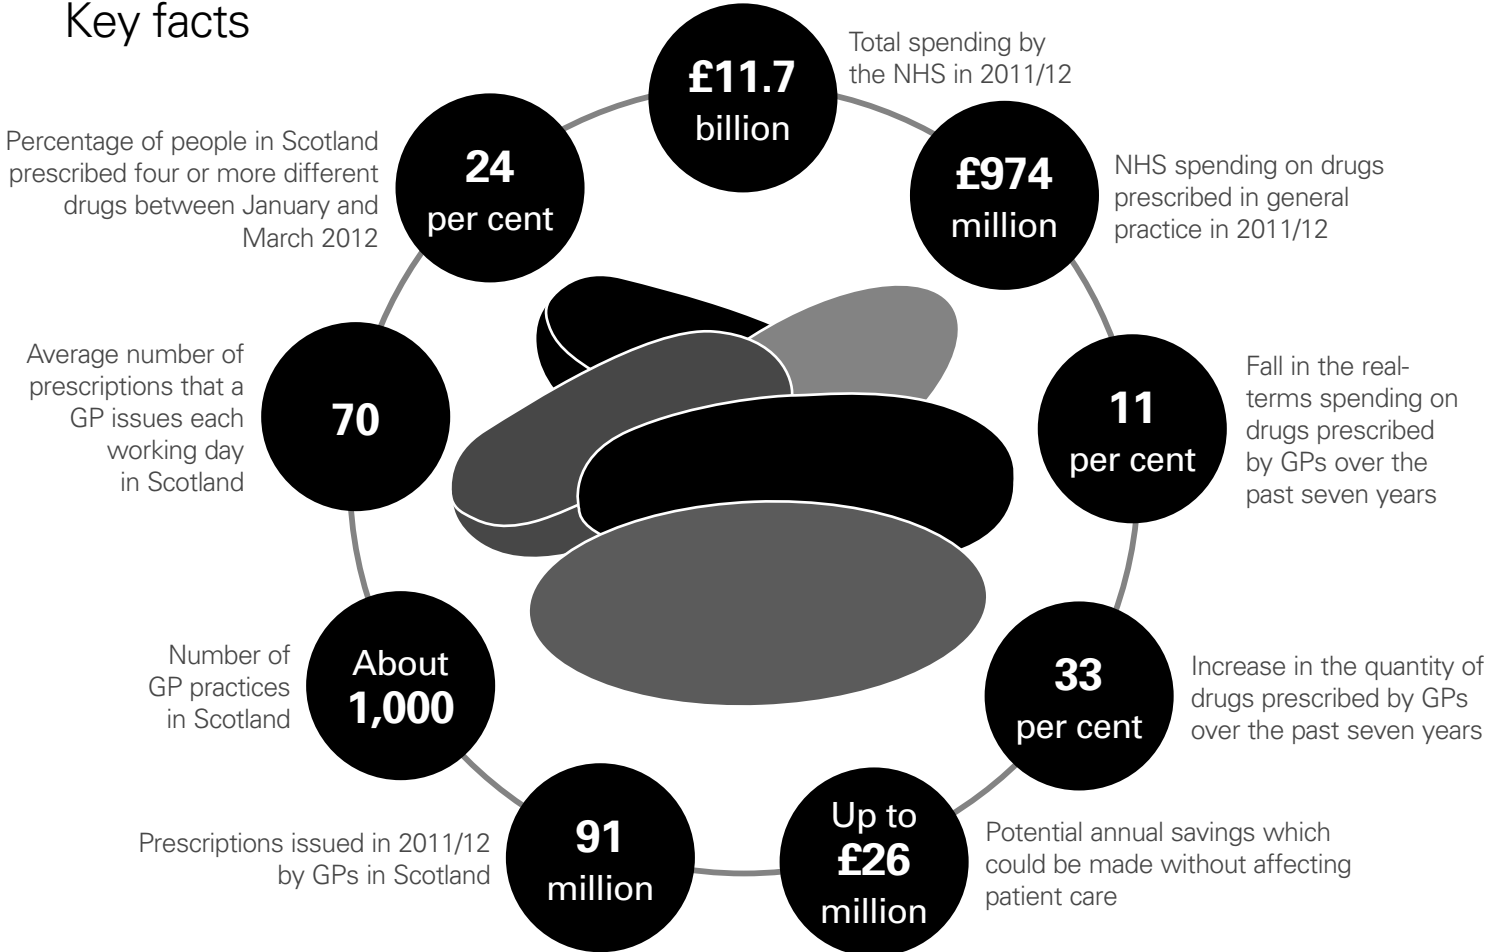 Key facts
£11.7
billion
Total spending by
the NHS in 2011/12
£974
million
NHS spending on drugs
prescribed in general
practice in 2011/12
11
per cent
Fall in the real-
terms spending on
drugs prescribed
by GPs over the
past seven years
33
per cent
Increase in the quantity of
drugs prescribed by GPs
over the past seven years
Up to
£26
million
Potential annual savings which
could be made without affecting
patient care
91
million
Prescriptions issued in 2011/12
by GPs in Scotland
About
1,000
Number of
GP practices
in Scotland
70
Average number of
prescriptions that a
GP issues each
working day
in Scotland
24
per cent
Percentage of people in Scotland
prescribed four or more different
drugs between January and
March 2012